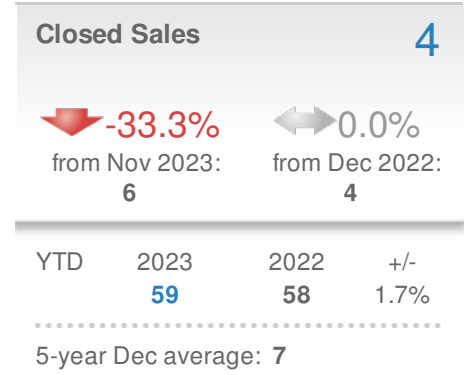 Closed Sales 4
-33.3% 0.0%
from Nov 2023: from Dec 2022:
6 4
YTD 2023 2022 +/-
59 58 1.7%
5-year Dec average: 7